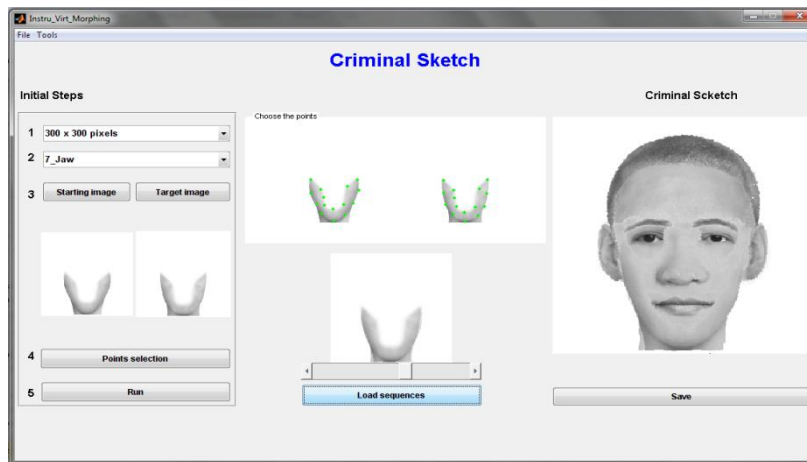 Instru_Virt_Morphing
File Tools
Criminal Sketch
Initial Steps
Criminal Scketch
Choose the points
1 300 x 300 pixels
2 7_Jaw
3 Starting image Target image
4 Points selection
5 Run
Load sequences
Save